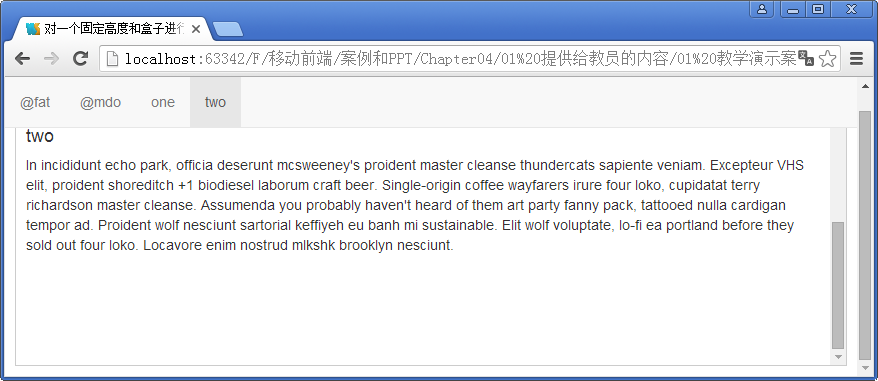 对一个固定高度和盒子进行
localhost:63342/F/移动前端/案例和PPT/Chapter04/01%20提供给教员的内容/01%20教学演示案
@fat
@mdo
one
two
two
In incididunt echo park, officia deserunt mcsweeney's proident master cleanse thundercats sapiente veniam. Excepteur VHS
elit, proident shoreditch +1 biodiesel laborum craft beer. Single-origin coffee wayfarers irure four loko, cupidatat terry
richardson master cleanse. Assumenda you probably haven't heard of them art party fanny pack, tattooed nulla cardigan
tempor ad. Proident wolf nesciunt sartorial keffiyeh eu banh mi sustainable. Elit wolf voluptate, lo-fi ea portland before they
sold out four loko. Locavore enim nostrud mlkshk brooklyn nesciunt.